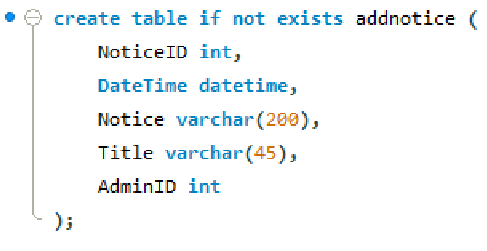 create table if not exists addnotice (
NoticeID int,
DateTime datetime,
Notice varchar(200),
Title varchar(45),
AdminID int
);